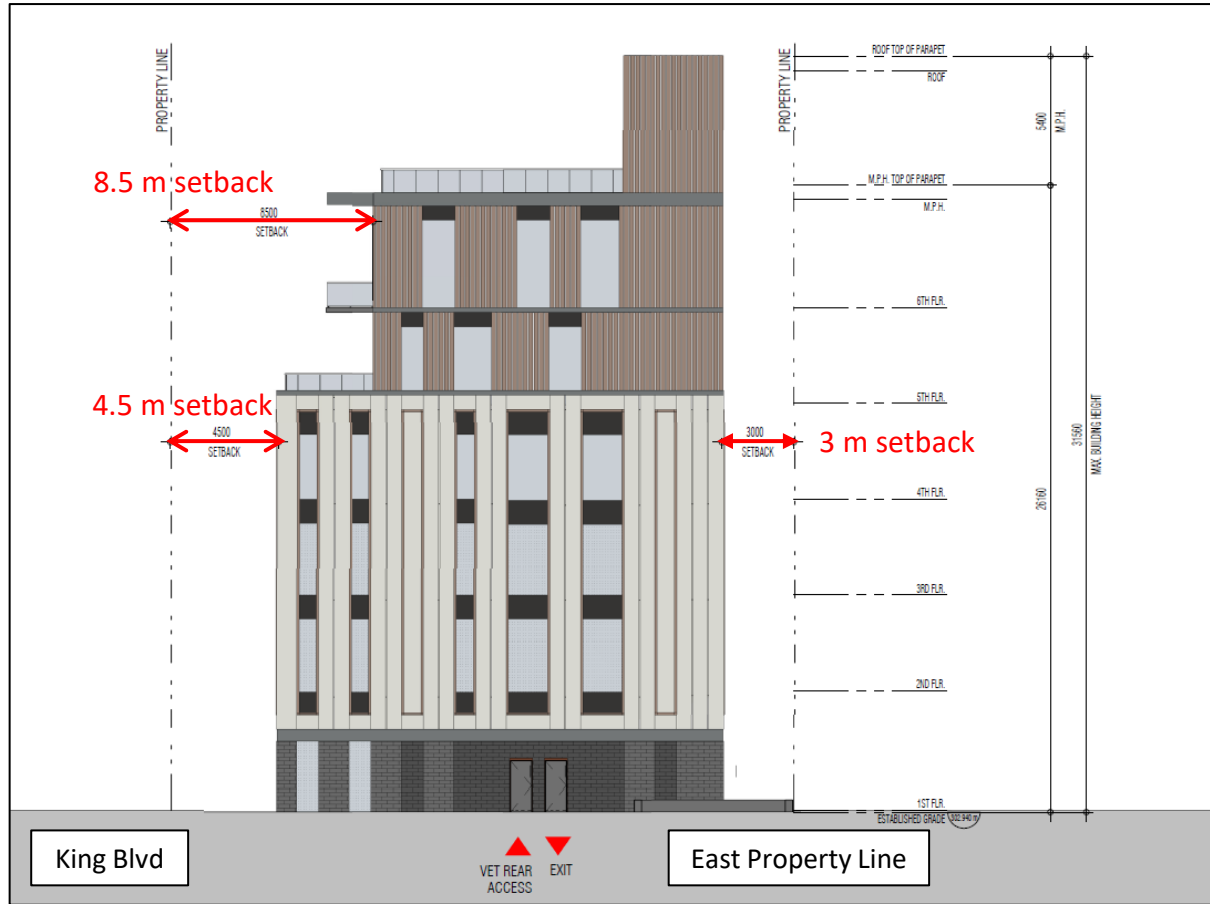 PROPERTY LINE
PROPERTY LINE
ROOF TOP OF PARAPET
ROOF
5400
M.P.H.
8.5 m setback
M.P.H. TOP OF PARAPET
M.P.H.
8500
SETBACK
6TH FLR.
5TH FLR.
4.5 m setback
4500
SETBACK
3000
SETBACK
3 m setback
31560
MAX. BUILDING HEIGHT
26160
4TH FLR.
3RD FLR.
2ND FLR.
1ST FLR.
ESTABLISHED GRADE
332.940 m
King Blvd
VET REAR
ACCESS
EXIT
East Property Line